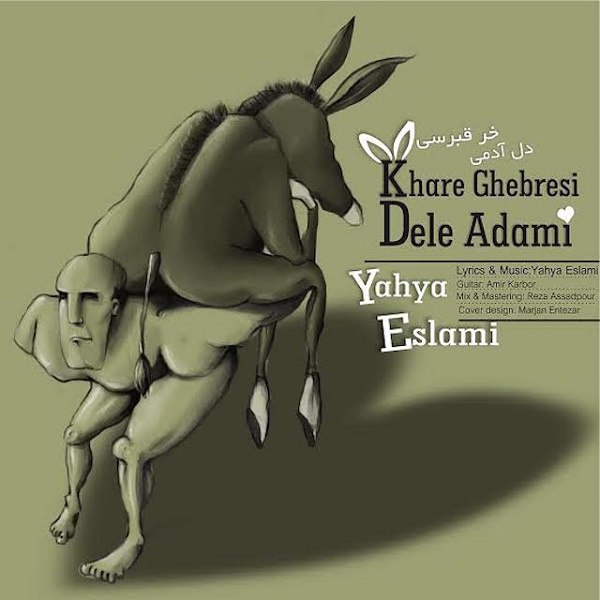 خر قبرسی
دل آدمی
Khare Ghebresi
Dele Adami
Yahya
Eslami
Lyrics & Music:Yahya Eslami
Guitar: Amir Karbor
Mix & Mastering: Reza Assadpour
Cover design: Marjan Entezar